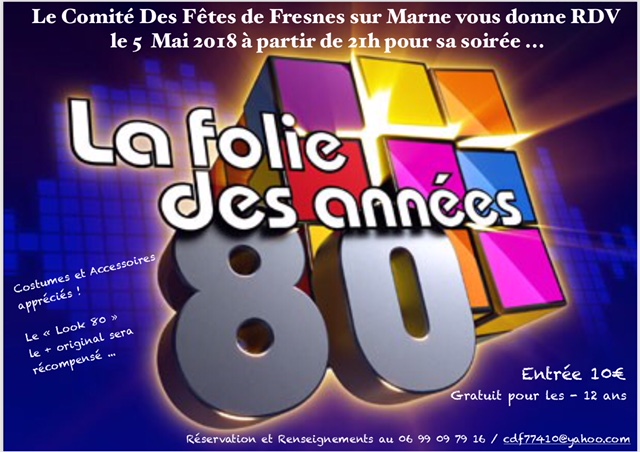 Le Comité Des Fêtes de Fresnes sur Marne vous donne RDV
le 5 Mai 2018 à partir de 21h pour sa soirée ...
La folie
des années
80
Costumes et Accessoires
appréciés !
Le « Look 80 »
le + original sera
récompensé ...
Entrée 10€
Gratuit pour les - 12 ans
Réservation et Renseignements au 06 99 09 79 16 / cdf77410@yahoo.com